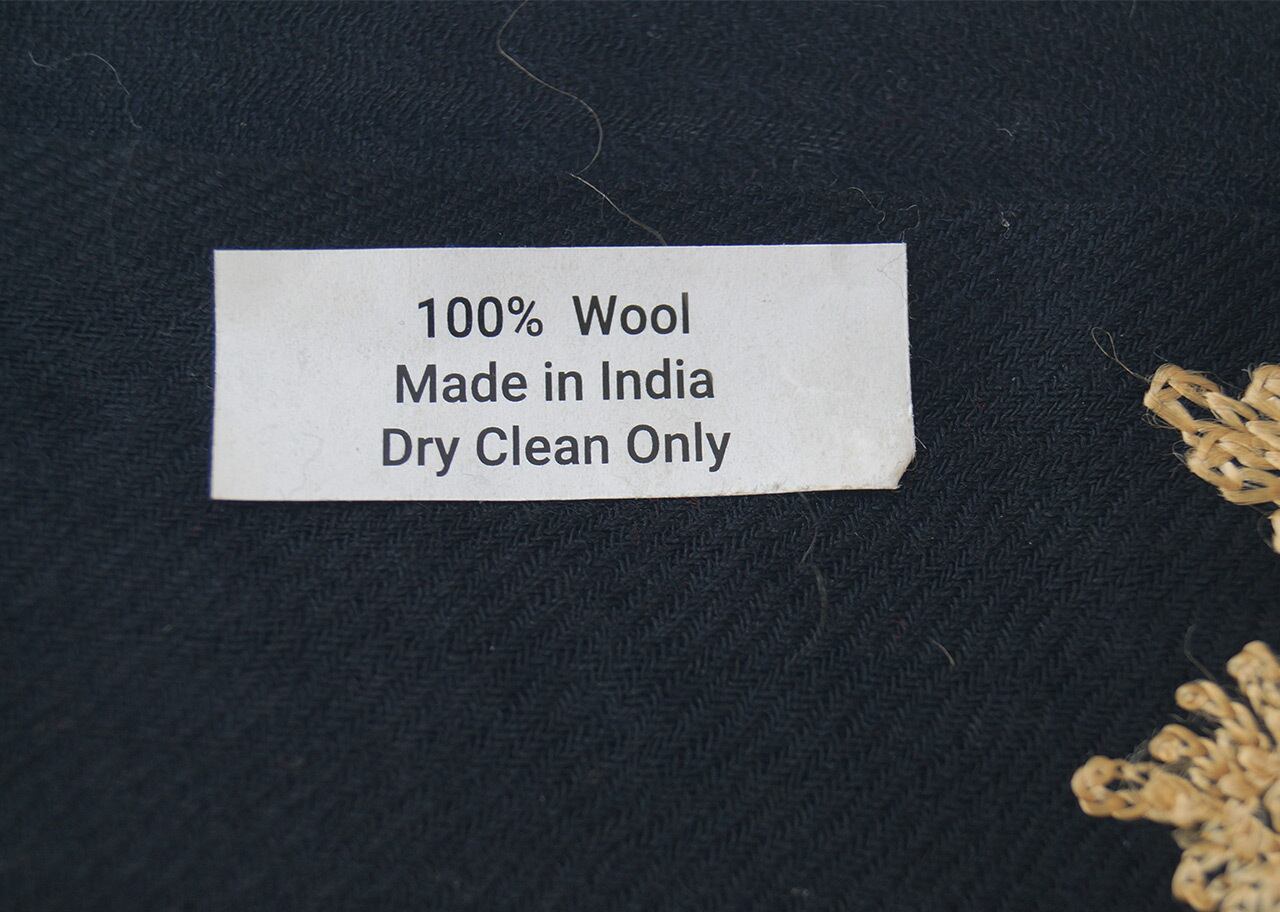 100% Wool
Made in India
Dry Clean Only